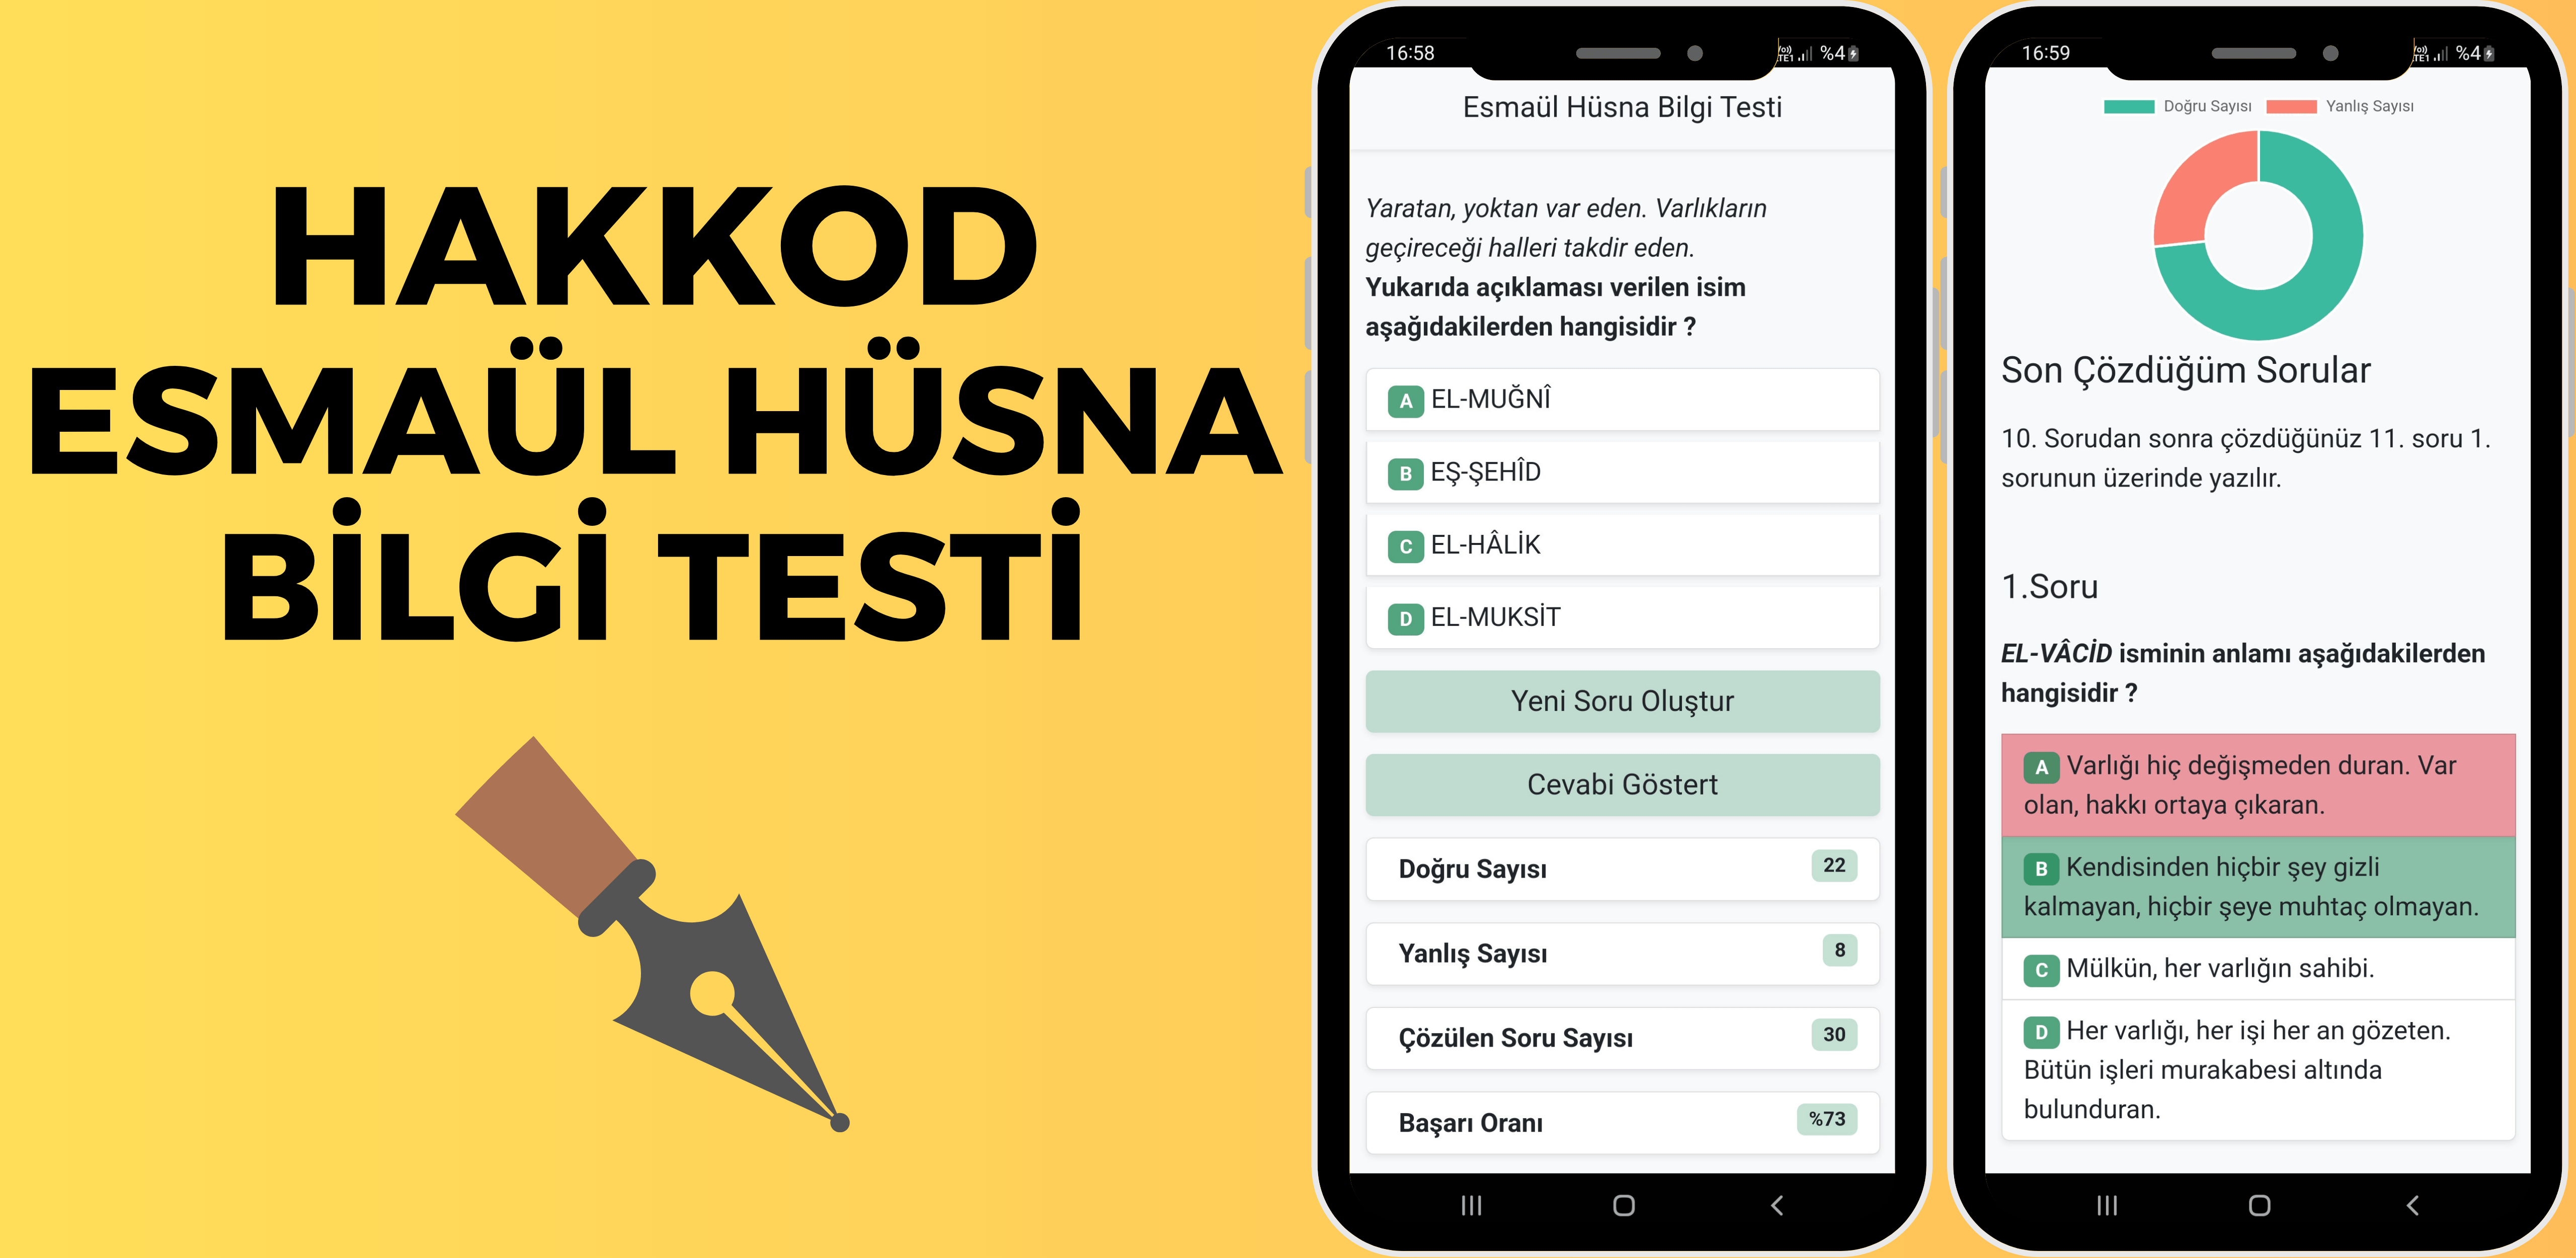 HAKKOD
ESMAÜL HÜSNA
BİLGİ TESTİ
16:58
%4
Esmaül Hüsna Bilgi Testi
Yaratan, yoktan var eden. Varlıkların
geçireceği halleri takdir eden.
Yukarıda açıklaması verilen isim
aşağıdakilerden hangisidir ?
A EL-MUĞNÎ
B EŞ-ŞEHÎD
C EL-HÂLİK
D EL-MUKSİT
Yeni Soru Oluştur
Cevabi Göstert
Doğru Sayısı 22
Yanlış Sayısı 8
Çözülen Soru Sayısı 30
Başarı Oranı %73
16:59
%4
Doğru Sayısı Yanlış Sayısı
Son Çözdüğüm Sorular
10. Sorudan sonra çözdüğünüz 11. soru 1.
sorunun üzerinde yazılır.
1.Soru
EL-VÂCİD isminin anlamı aşağıdakilerden
hangisidir ?
A Varlığı hiç değişmeden duran. Var
olan, hakkı ortaya çıkaran.
B Kendisinden hiçbir şey gizli
kalmayan, hiçbir şeye muhtaç olmayan.
C Mülkün, her varlığın sahibi.
D Her varlığı, her işi her an gözeten.
Bütün işleri murakabesi altında
bulunduran.